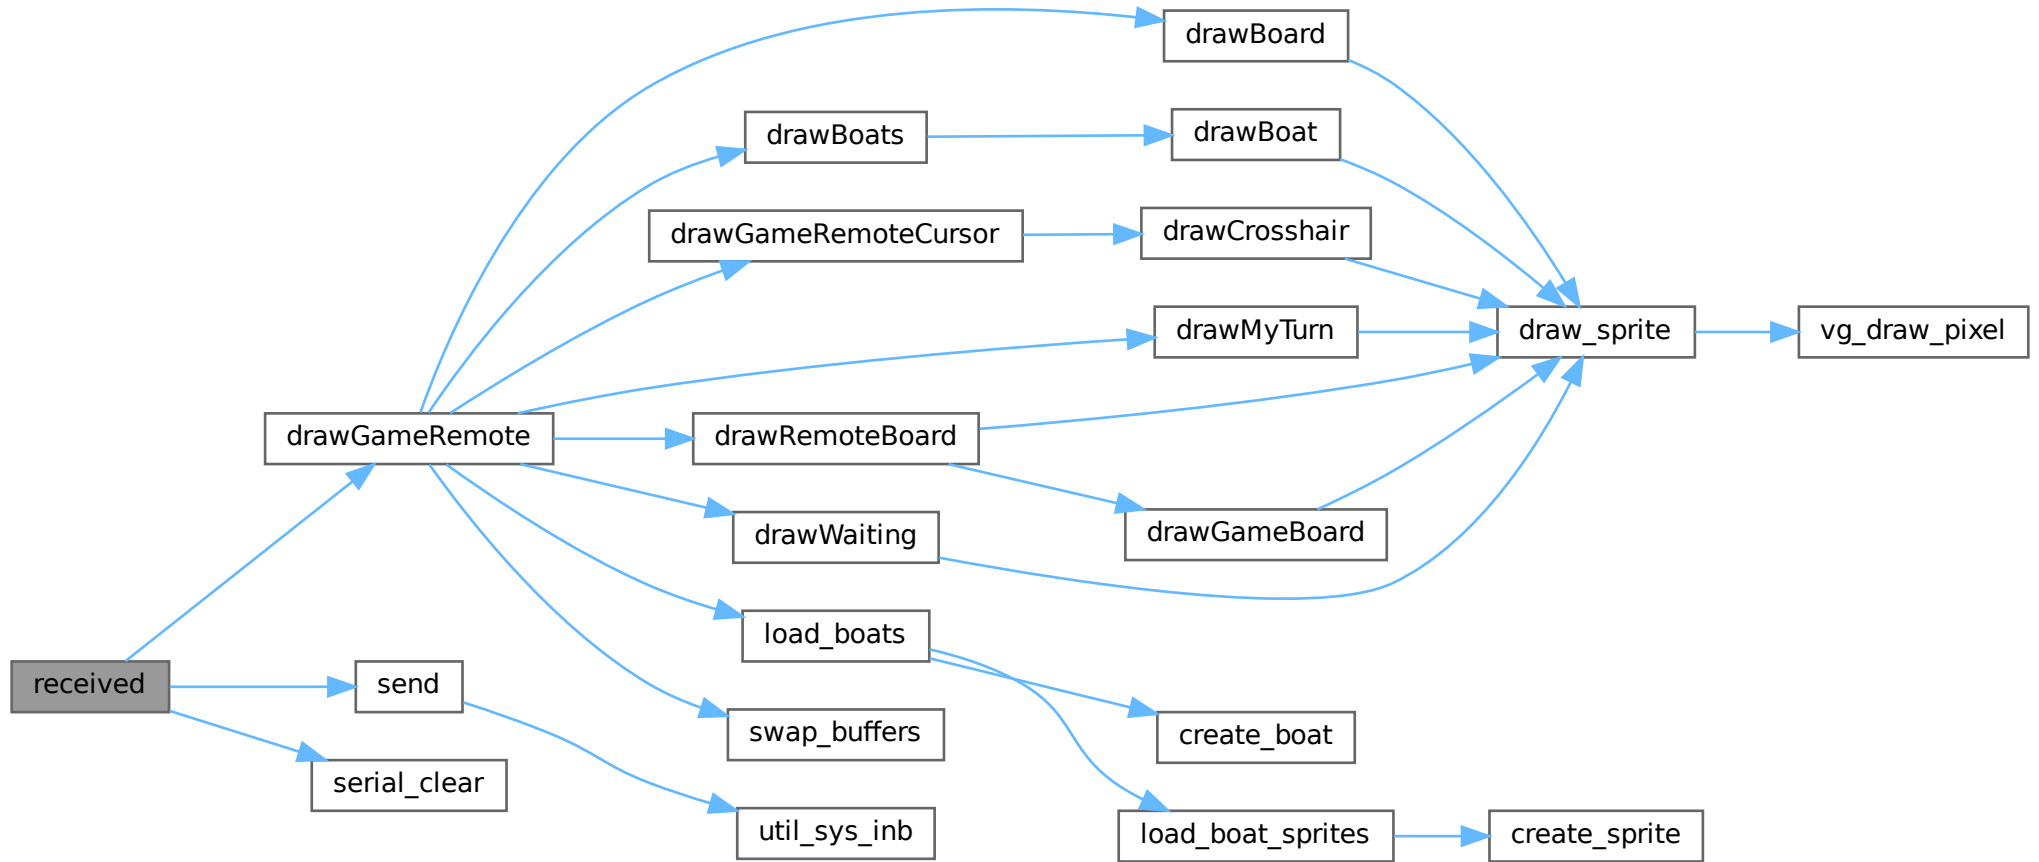 drawBoard
drawBoats
drawBoat
drawGameRemoteCursor
drawCrosshair
drawMyTurn
draw_sprite
vg_draw_pixel
drawGameRemote
drawRemoteBoard
drawWaiting
drawGameBoard
load_boats
received
send
swap_buffers
create_boat
serial_clear
util_sys_inb
load_boat_sprites
create_sprite